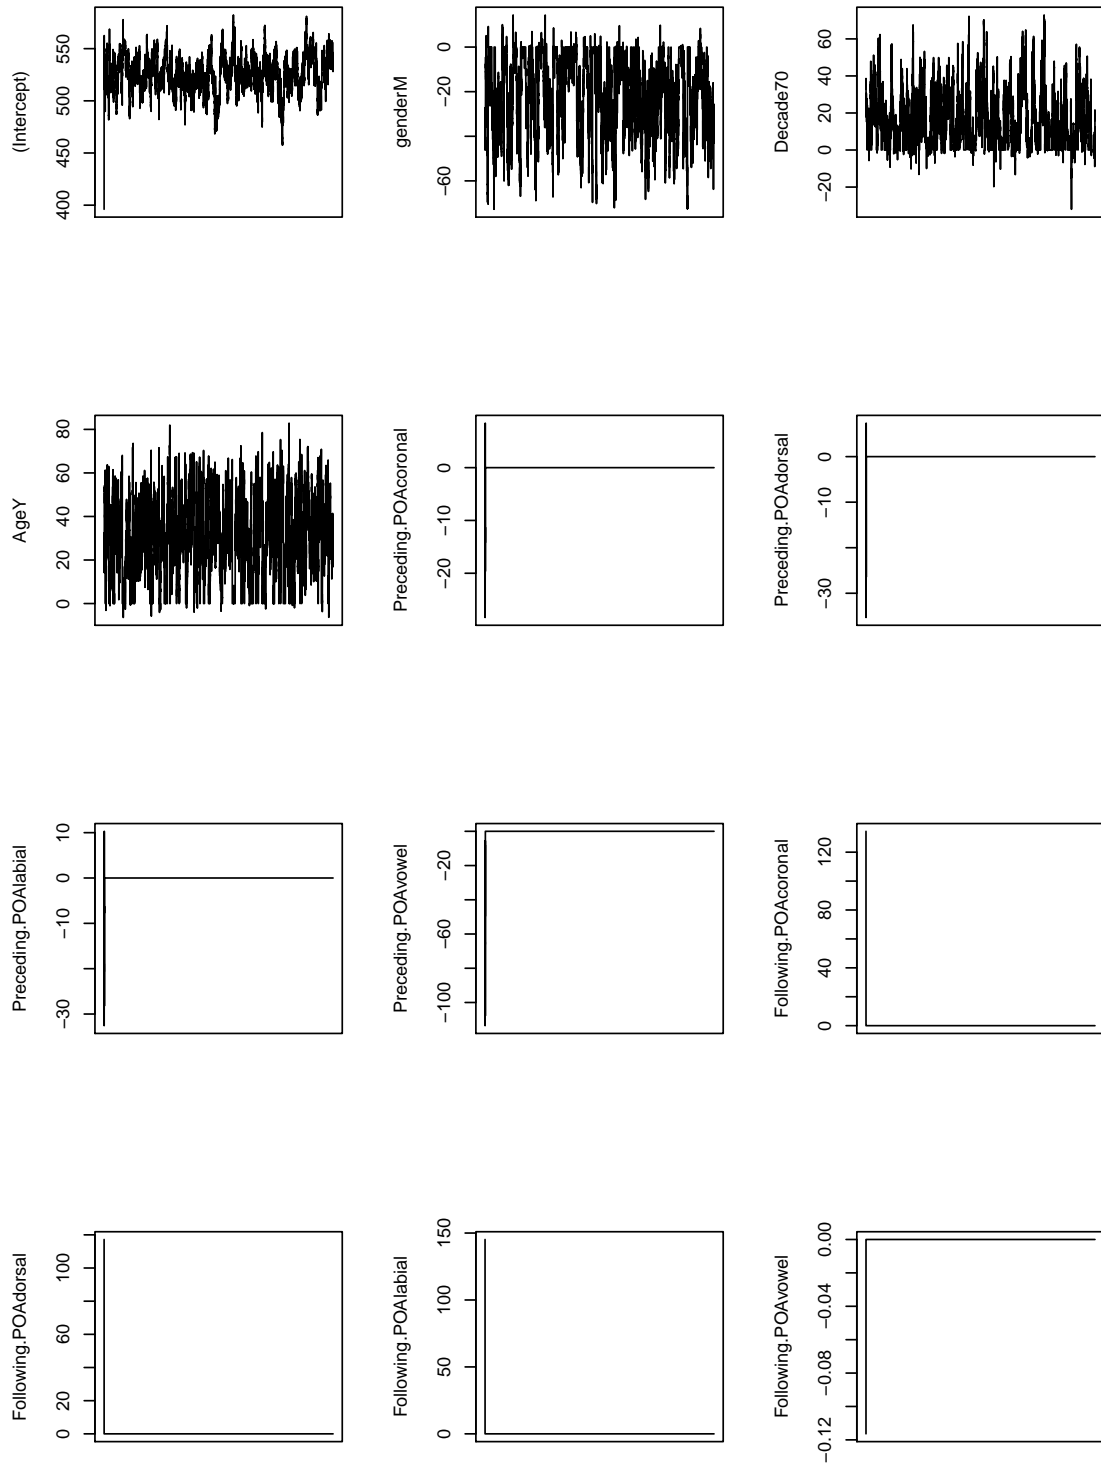 (Intercept)
400 450 500 550
genderM
−60 −20 0
Decade70
−20 0 20 40 60
AgeY
0 20 40 60 80
Preceding.POAcoronal
−20 −10 0
Preceding.POAdorsal
−30 −10 0
Preceding.POAlabial
−30 −10 0 10
Preceding.POAvowel
−100 −60 −20
Following.POAcoronal
0 40 80 120
Following.POAdorsal
0 20 60 100
Following.POAlabial
0 50 100 150
Following.POAvowel
−0.12 −0.08 −0.04 0.00